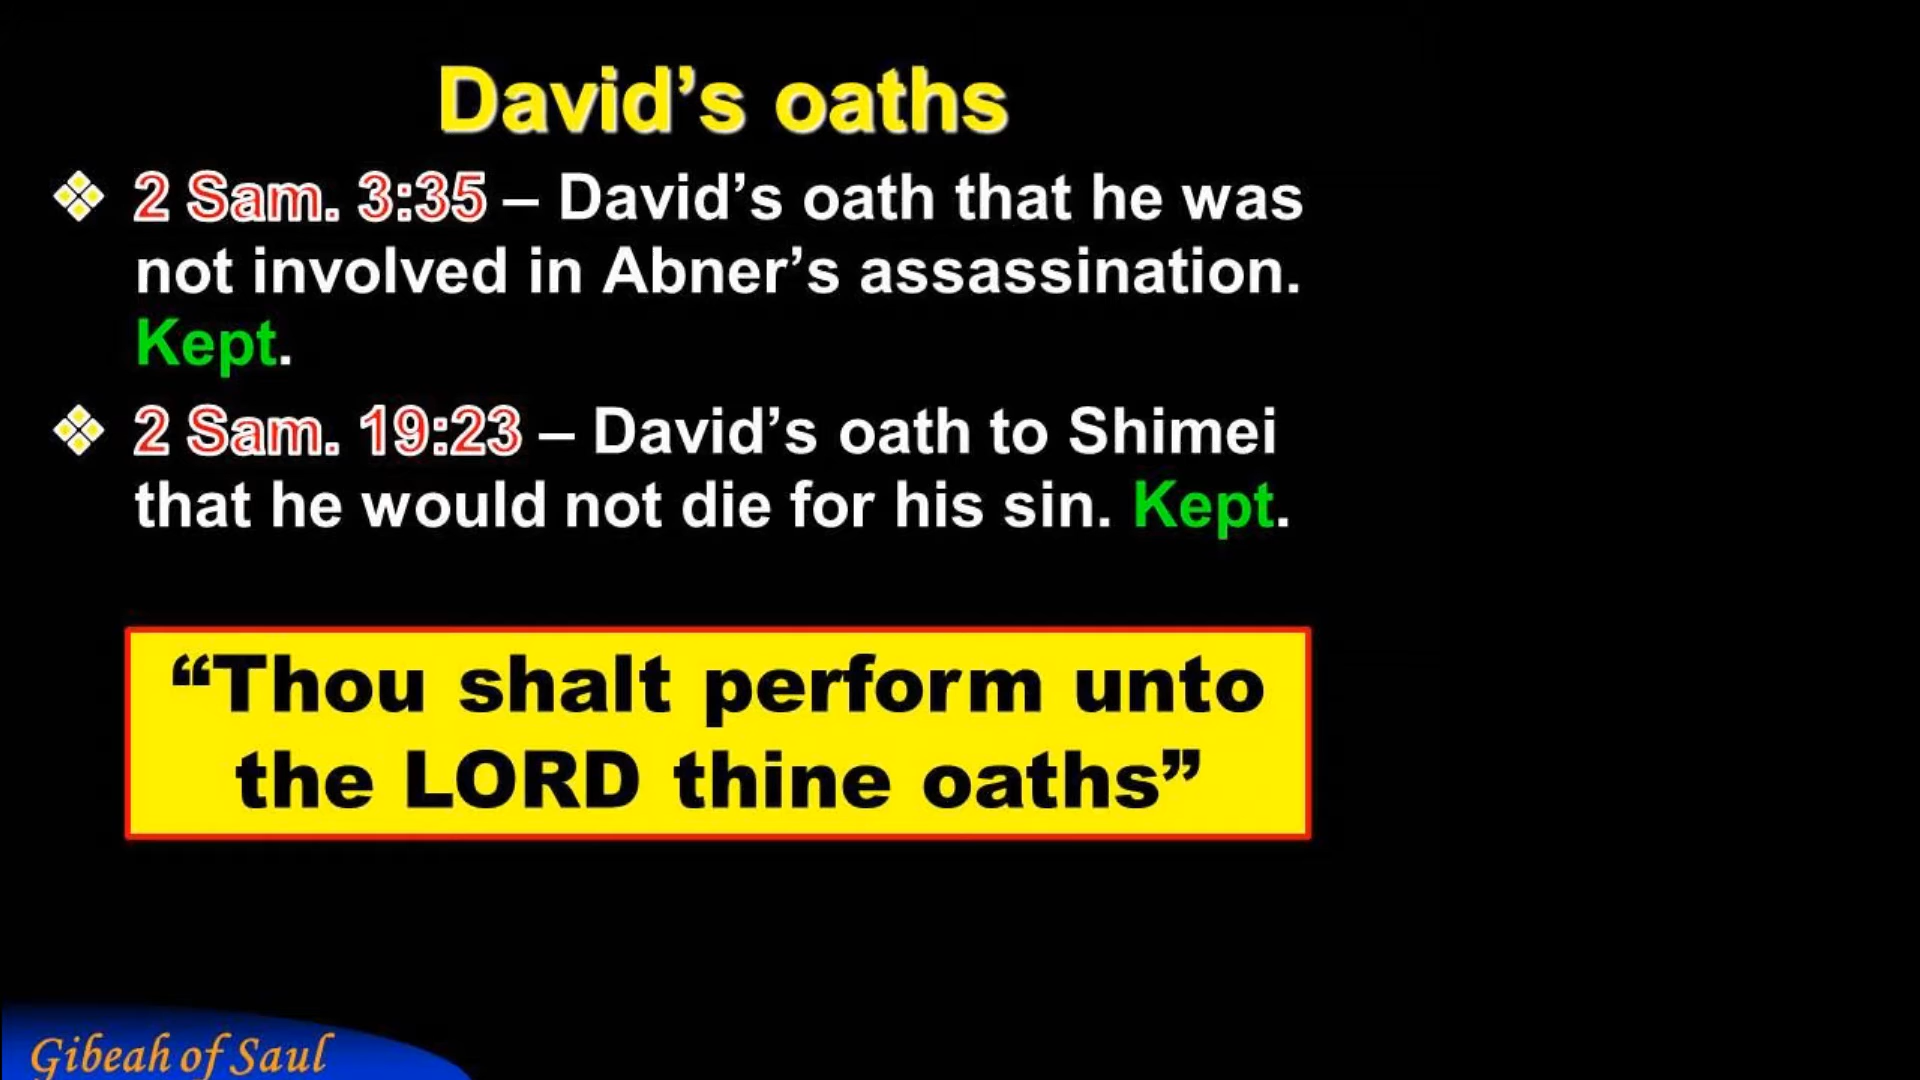 David’s oaths
2 Sam. 3:35 – David’s oath that he was
not involved in Abner’s assassination.
Kept.
2 Sam. 19:23 – David’s oath to Shimei
that he would not die for his sin. Kept.
“Thou shalt perform unto
the LORD thine oaths”
Gibeah of Saul